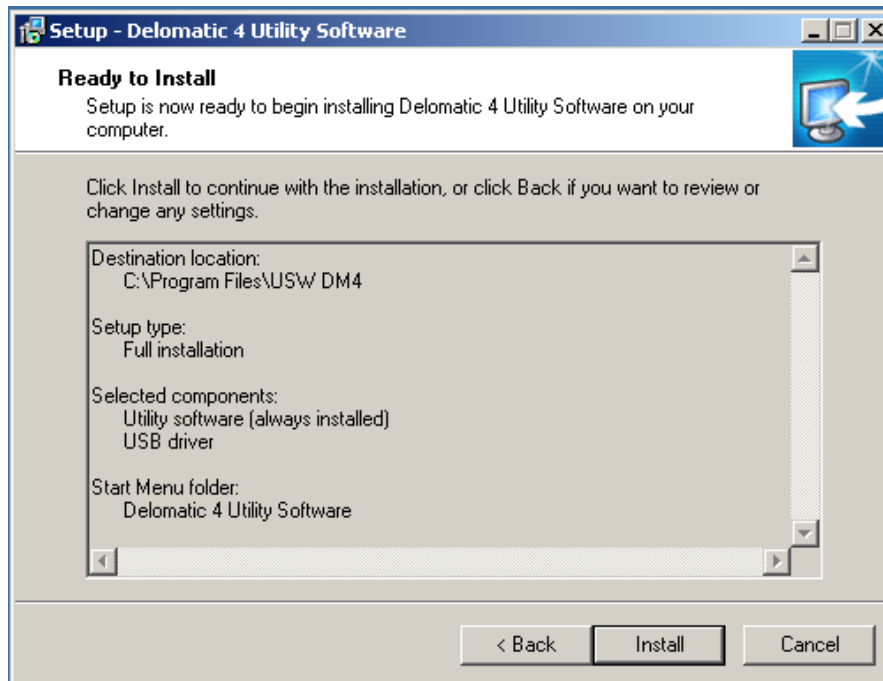 Setup - Delomatic 4 Utility Software
Ready to Install
Setup is now ready to begin installing Delomatic 4 Utility Software on your
computer.
Click Install to continue with the installation, or click Back if you want to review or
change any settings.
Destination location:
C:\Program Files\USW DM4
Setup type:
Full installation
Selected components:
Utility software (always installed)
USB driver
Start Menu folder:
Delomatic 4 Utility Software
< Back
Install
Cancel